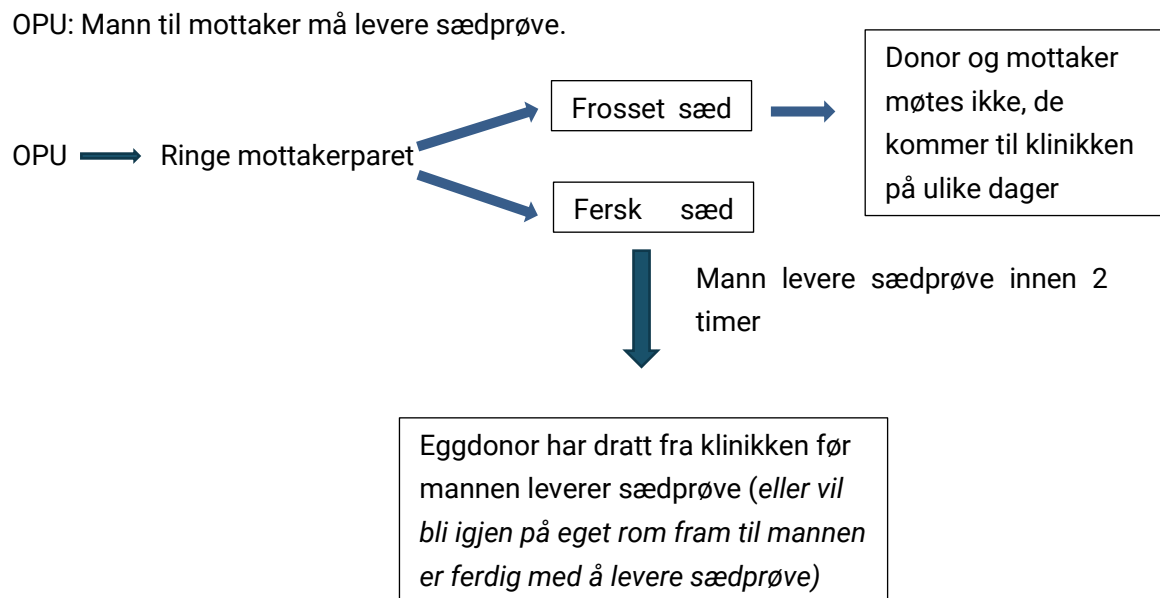 OPU: Mann til mottaker må levere sædprøve.
Donor og mottaker
møtes ikke, de
kommer til klinikken
på ulike dager
Frosset sæd
OPU
Ringe mottakerparet
Fersk sæd
Mann levere sædprøve innen 2
timer
Eggdonor har dratt fra klinikken før
mannen leverer sædprøve (eller vil
bli igjen på eget rom fram til mannen
er ferdig med å levere sædprøve)